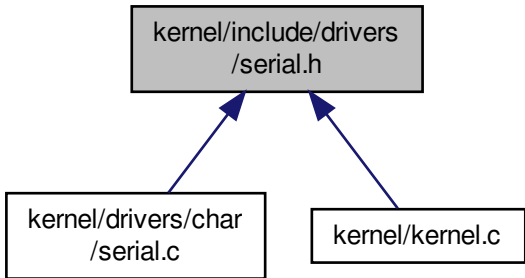 kernel/include/drivers
/serial.h
kernel/drivers/char
/serial.c
kernel/kernel.c